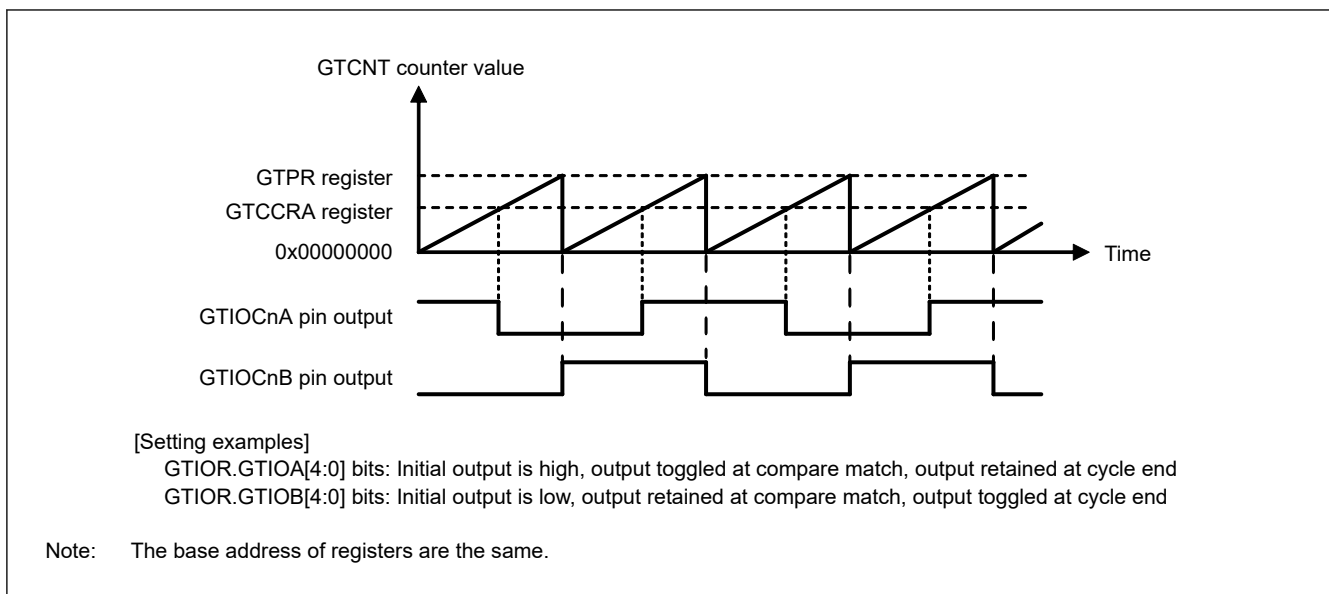 GTCNT counter value
GTPR register
GTCCRA register
0x00000000
Time
GTIOCnA pin output
GTIOCnB pin output
[Setting examples]
GTIOR.GTIOA[4:0] bits: Initial output is high, output toggled at compare match, output retained at cycle end
GTIOR.GTIOB[4:0] bits: Initial output is low, output retained at compare match, output toggled at cycle end
Note: The base address of registers are the same.